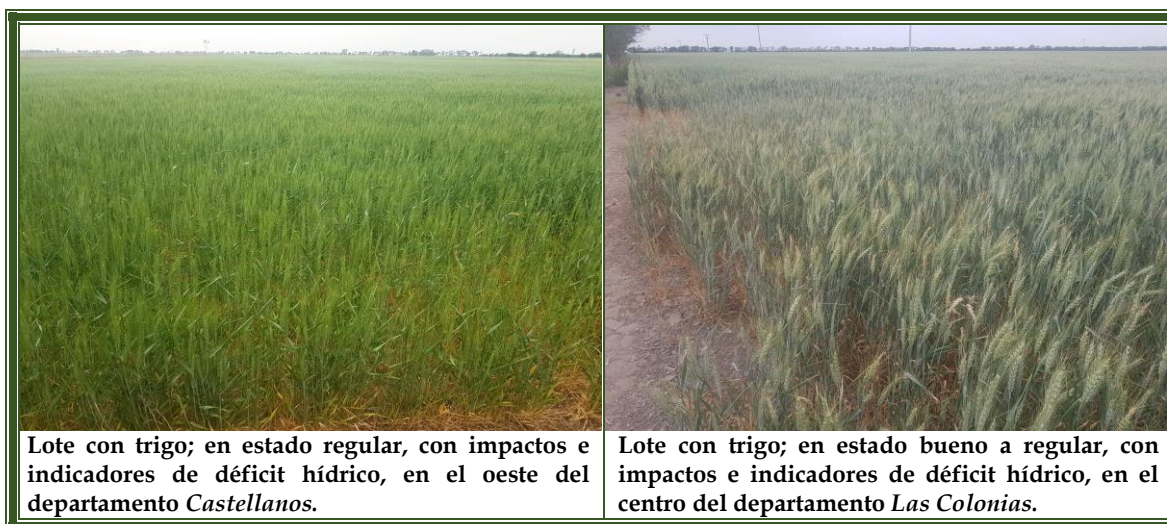 Lote con trigo; en estado regular, con impactos e
indicadores de déficit hídrico, en el oeste del
departamento Castellanos.
Lote con trigo; en estado bueno a regular, con
impactos e indicadores de déficit hídrico, en el
centro del departamento Las Colonias.